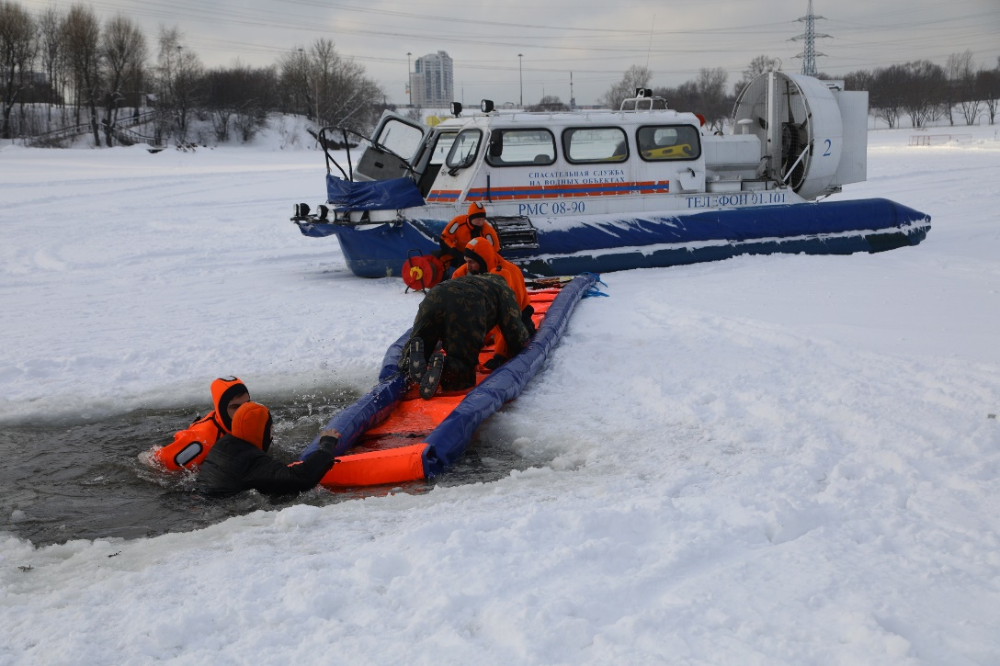 СПАСАТЕЛЬНАЯ СЛУЖБА
НА ВОДНЫХ ОБЪЕКТАХ
РМС 08-90
ТЕЛЕФОН 01,101
2